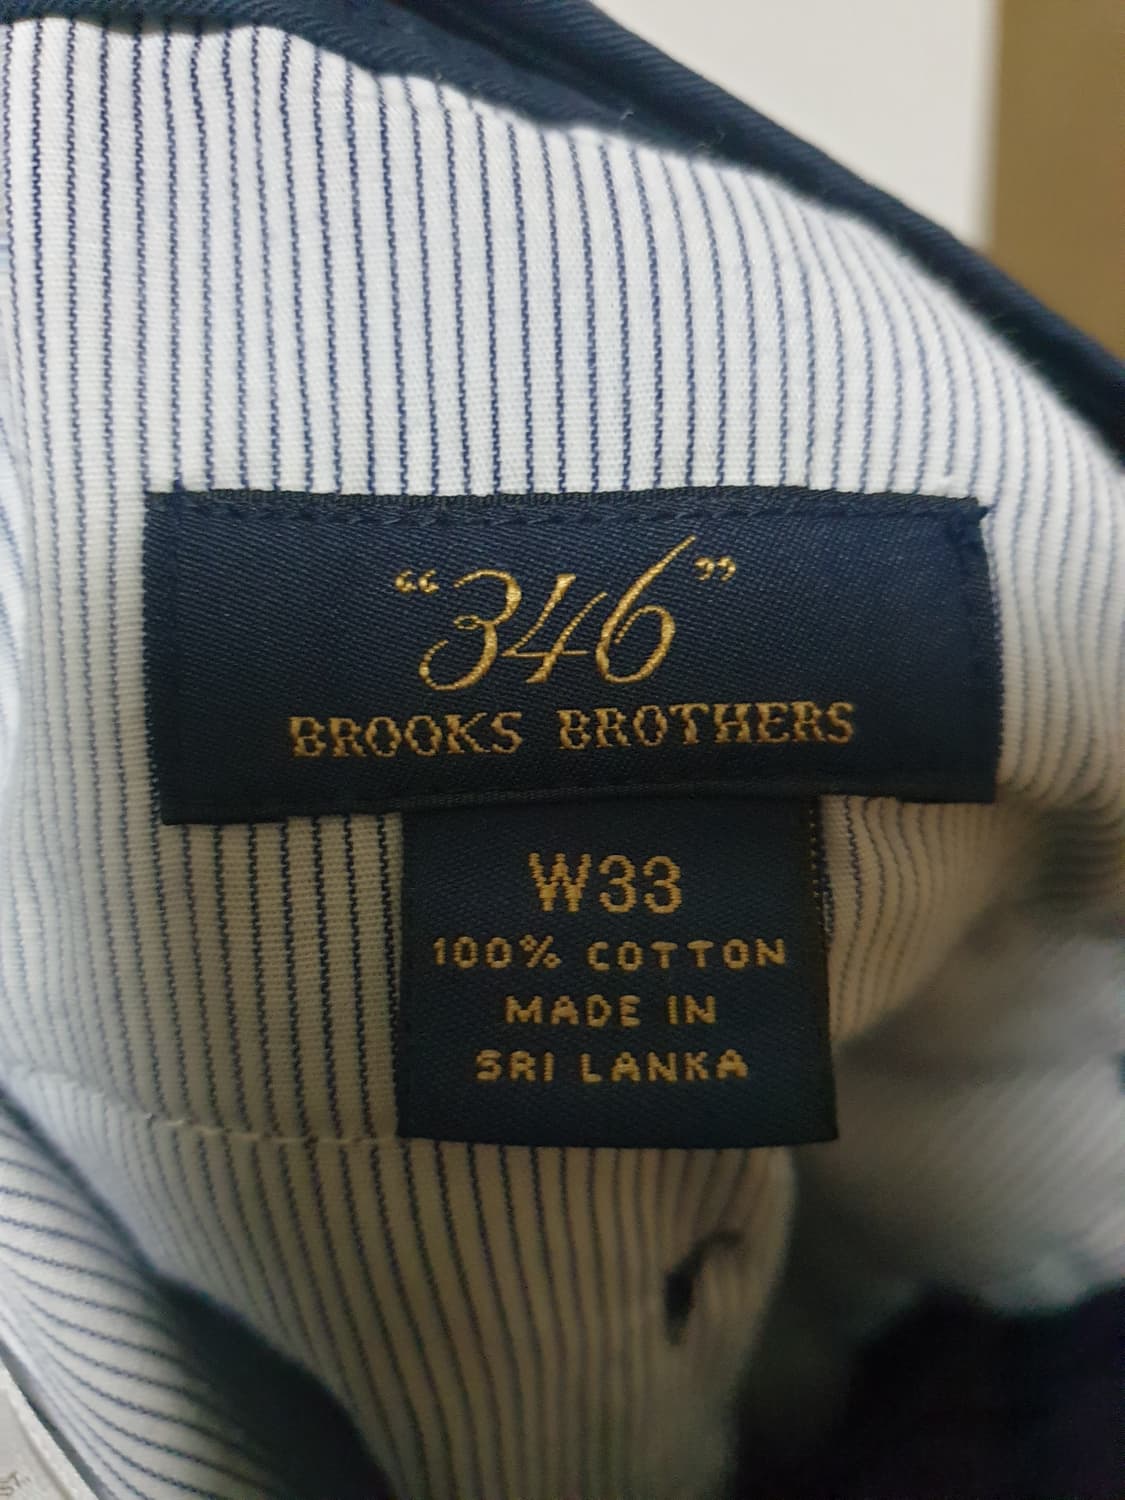 “346”
BROOKS BROTHERS
W33
100% COTTON
MADE IN
SRI LANKA